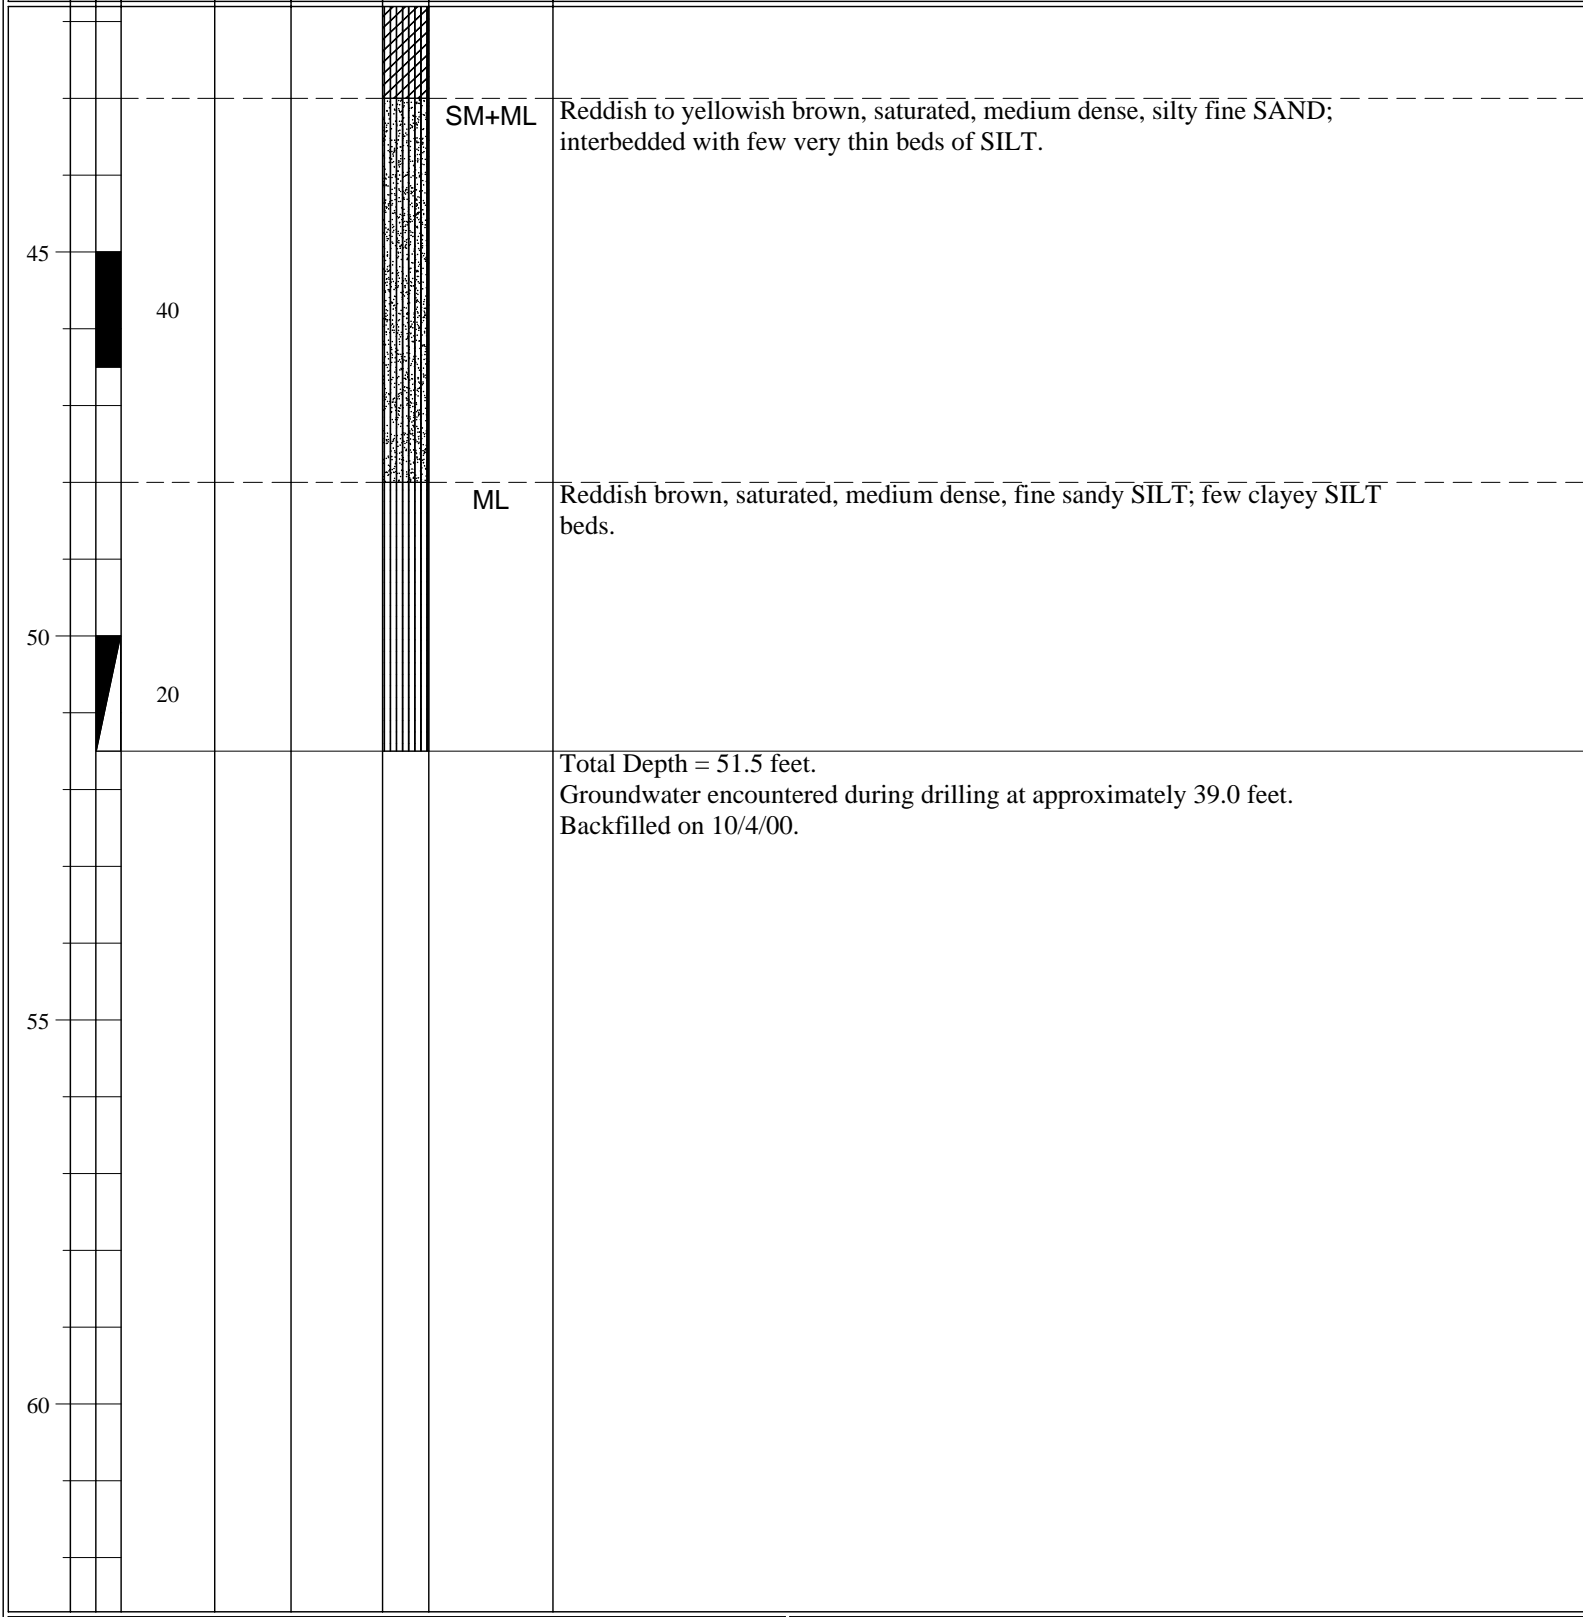 SM+ML Reddish to yellowish brown, saturated, medium dense, silty fine SAND;
interbedded with few very thin beds of SILT.
45
40
ML Reddish brown, saturated, medium dense, fine sandy SILT; few clayey SILT
beds.
50
20
Total Depth = 51.5 feet.
Groundwater encountered during drilling at approximately 39.0 feet.
Backfilled on 10/4/00.
55
60